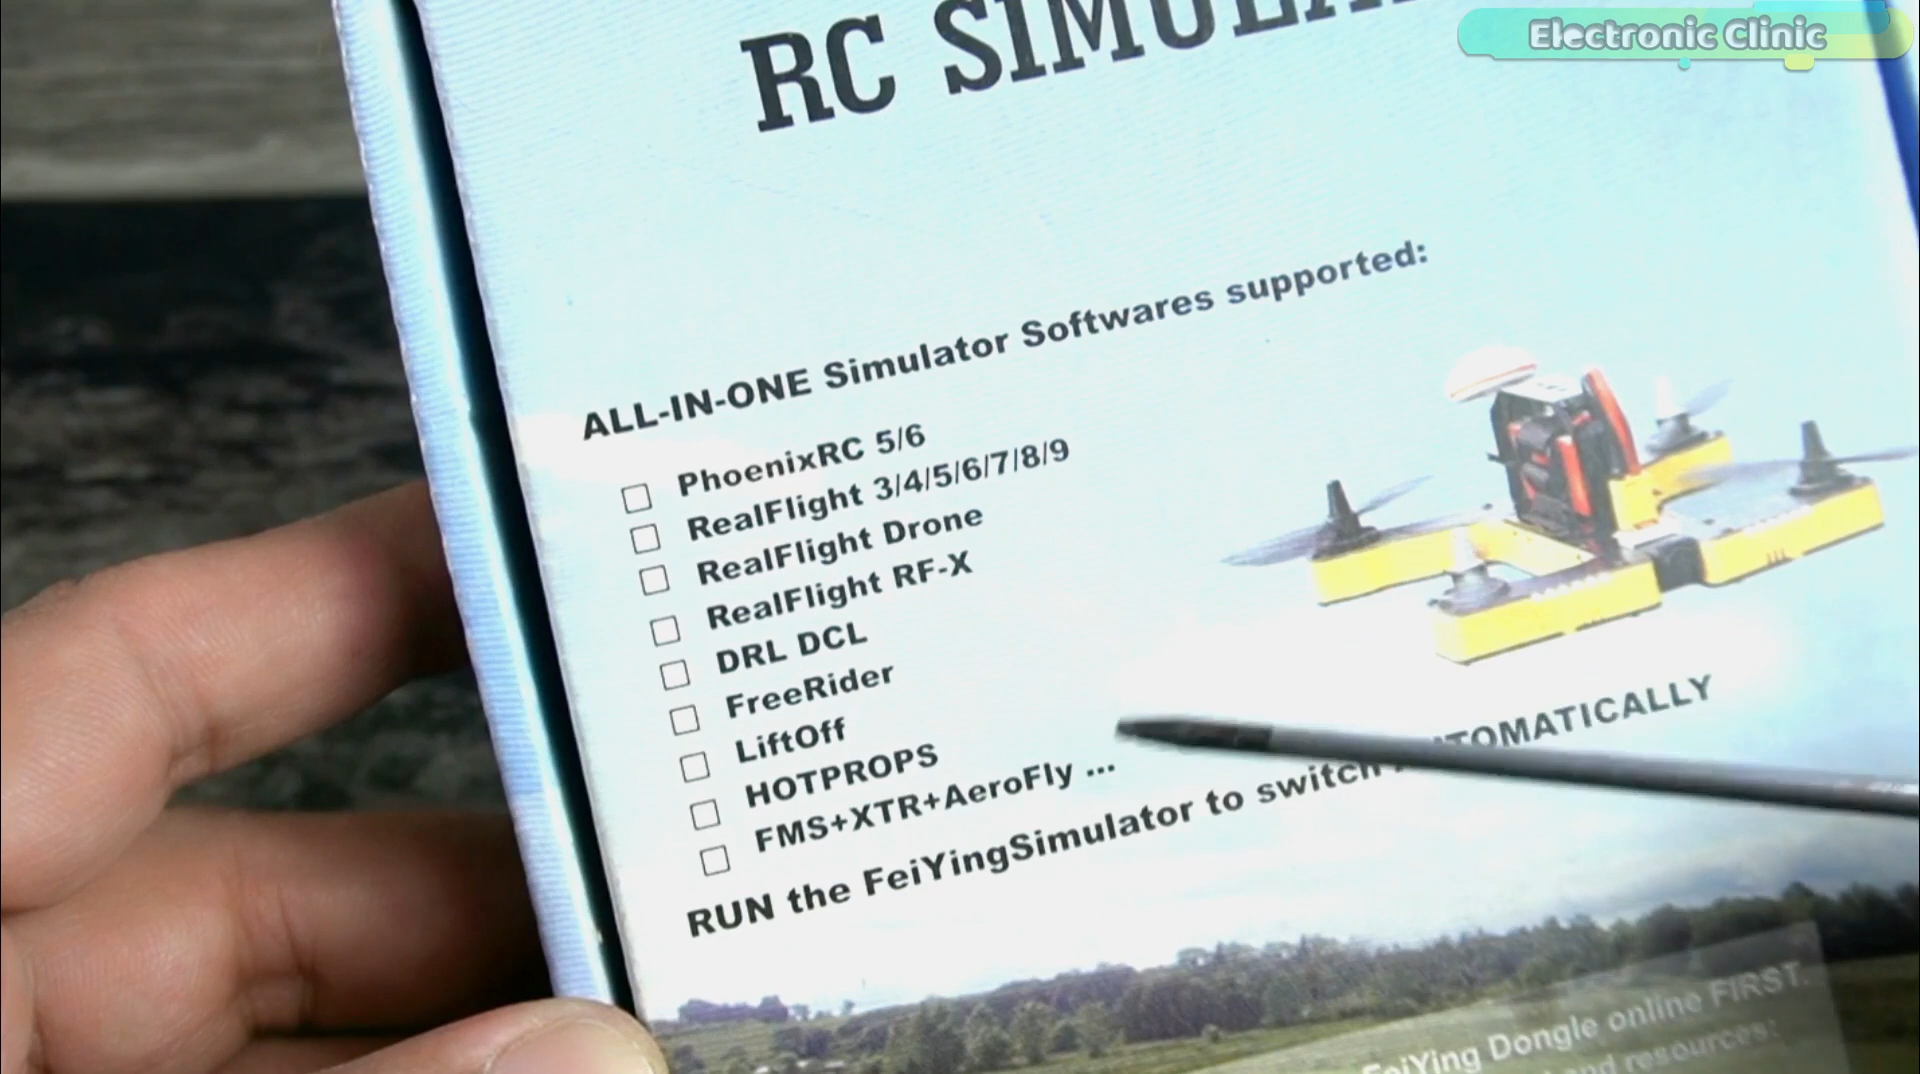 Electronic Clinic
RC
ALL-IN-ONE Simulator Softwares supported:
PhoenixRC 5/6
RealFlight 3/4/5/6/7/8/9
RealFlight Drone
RealFlight RF-X
DRL DCL
FreeRider
LiftOff
HOTPROPS
FMS+XTR+AeroFly ...
RUN the FeiYingSimulator to switch
FeiYing Dongle online FIRST.
and resources: